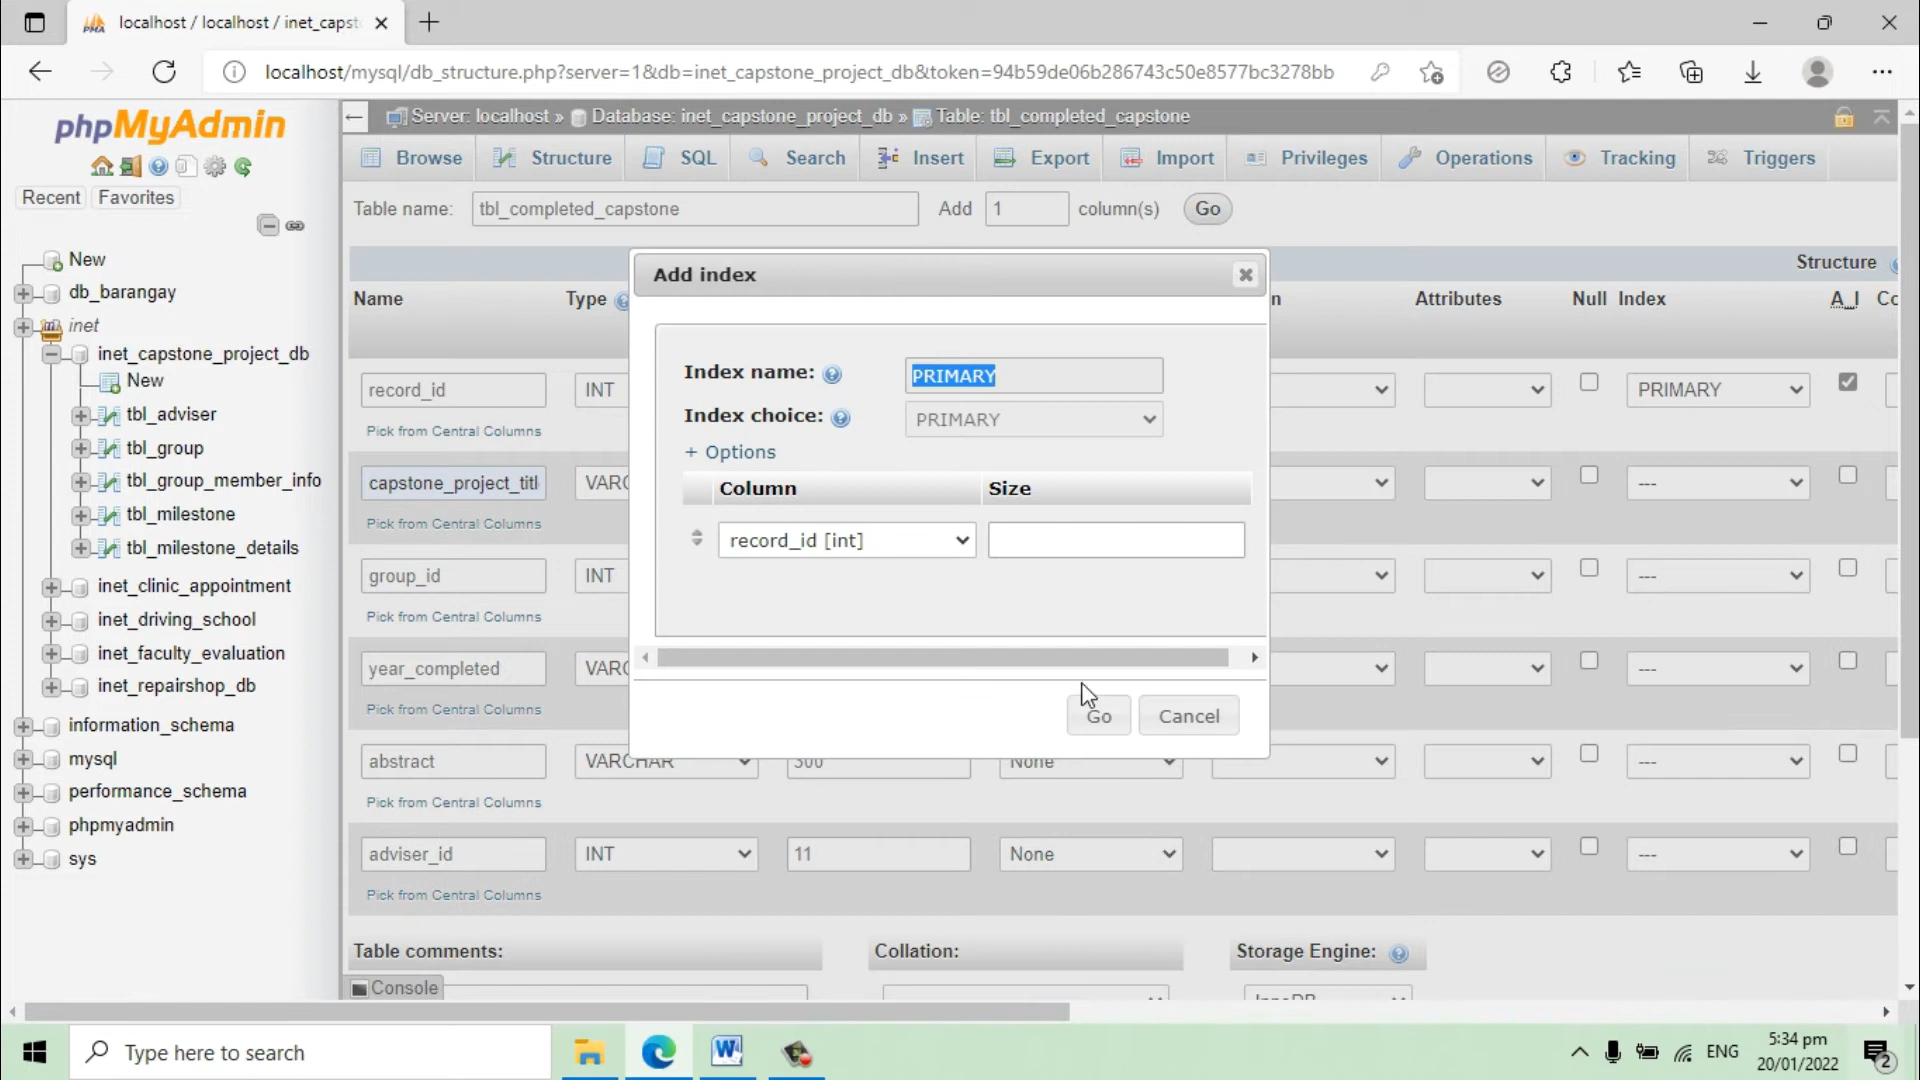 localhost / localhost / inet_capst
localhost/mysql/db_structure.php?server=1&db=inet_capstone_project_db&token=94b59de06b286743c50e8577bc3278bb
phpMyAdmin
Recent
Favorites
New
db_barangay
inet
inet_capstone_project_db
New
tbl_adviser
tbl_group
tbl_group_member_info
tbl_milestone
tbl_milestone_details
inet_clinic_appointment
inet_driving_school
inet_faculty_evaluation
inet_repairshop_db
information_schema
mysql
performance_schema
phpmyadmin
sys
Server: localhost » Database: inet_capstone_project_db » Table: tbl_completed_capstone
Browse Structure SQL Search Insert Export Import Privileges Operations Tracking Triggers
Table name: tbl_completed_capstone Add 1 column(s) Go
Structure
Name Type Attributes Null Index A_I
record_id INT PRIMARY
Pick from Central Columns
capstone_project_titl VARC ---
Pick from Central Columns
group_id INT ---
Pick from Central Columns
year_completed VARC ---
Pick from Central Columns
abstract VARCHAR 300 None ---
Pick from Central Columns
adviser_id INT 11 None ---
Pick from Central Columns
Table comments: Collation: Storage Engine:
InnoDB
Console
Add index
Index name: PRIMARY
Index choice: PRIMARY
+ Options
Column Size
record_id [int]
Go Cancel
Type here to search
ENG
5:34 pm
20/01/2022
2